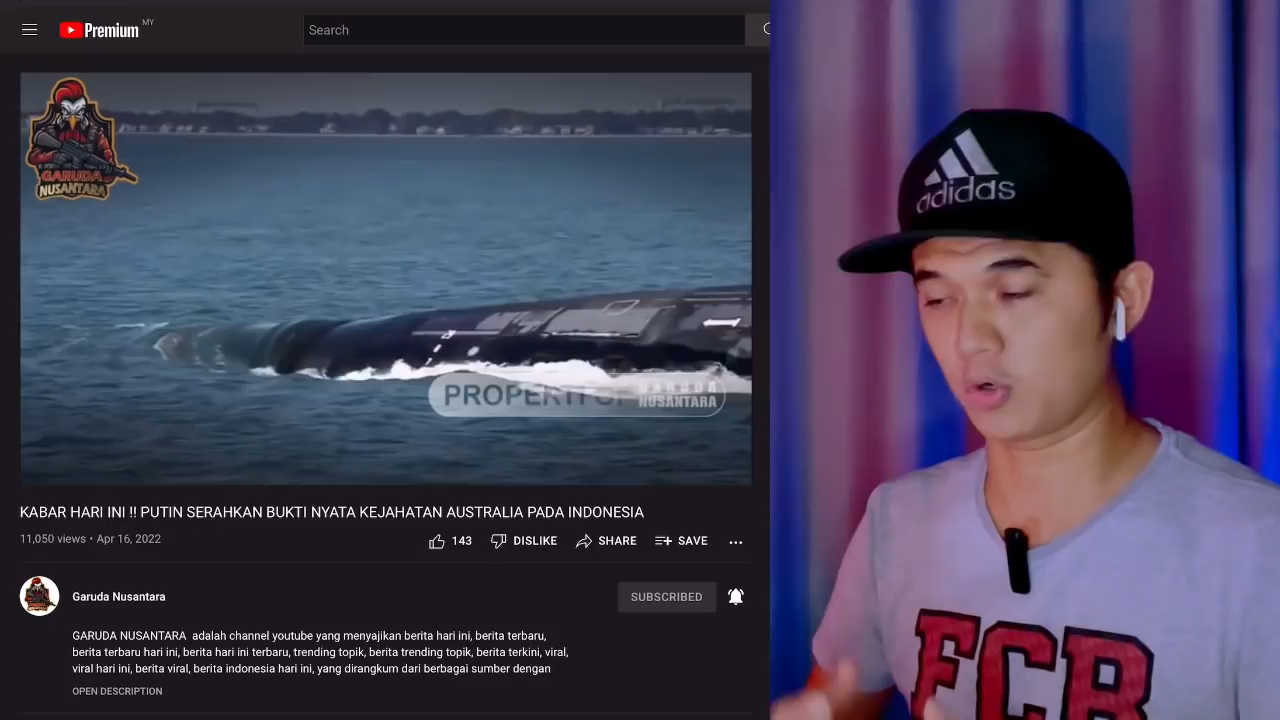 Premium MY
Search
GARUDA
NUSANTARA
PROPERTY OF
GARUDA
NUSANTARA
KABAR HARI INI !! PUTIN SERAHKAN BUKTI NYATA KEJAHATAN AUSTRALIA PADA INDONESIA
11,050 views • Apr 16, 2022
143
DISLIKE
SHARE
SAVE
Garuda Nusantara
SUBSCRIBED
GARUDA NUSANTARA adalah channel youtube yang menyajikan berita hari ini, berita terbaru,
berita terbaru hari ini, berita hari ini terbaru, trending topik, berita trending topik, berita terkini, viral,
viral hari ini, berita viral, berita indonesia hari ini, yang dirangkum dari berbagai sumber dengan
OPEN DESCRIPTION
adidas
FCB